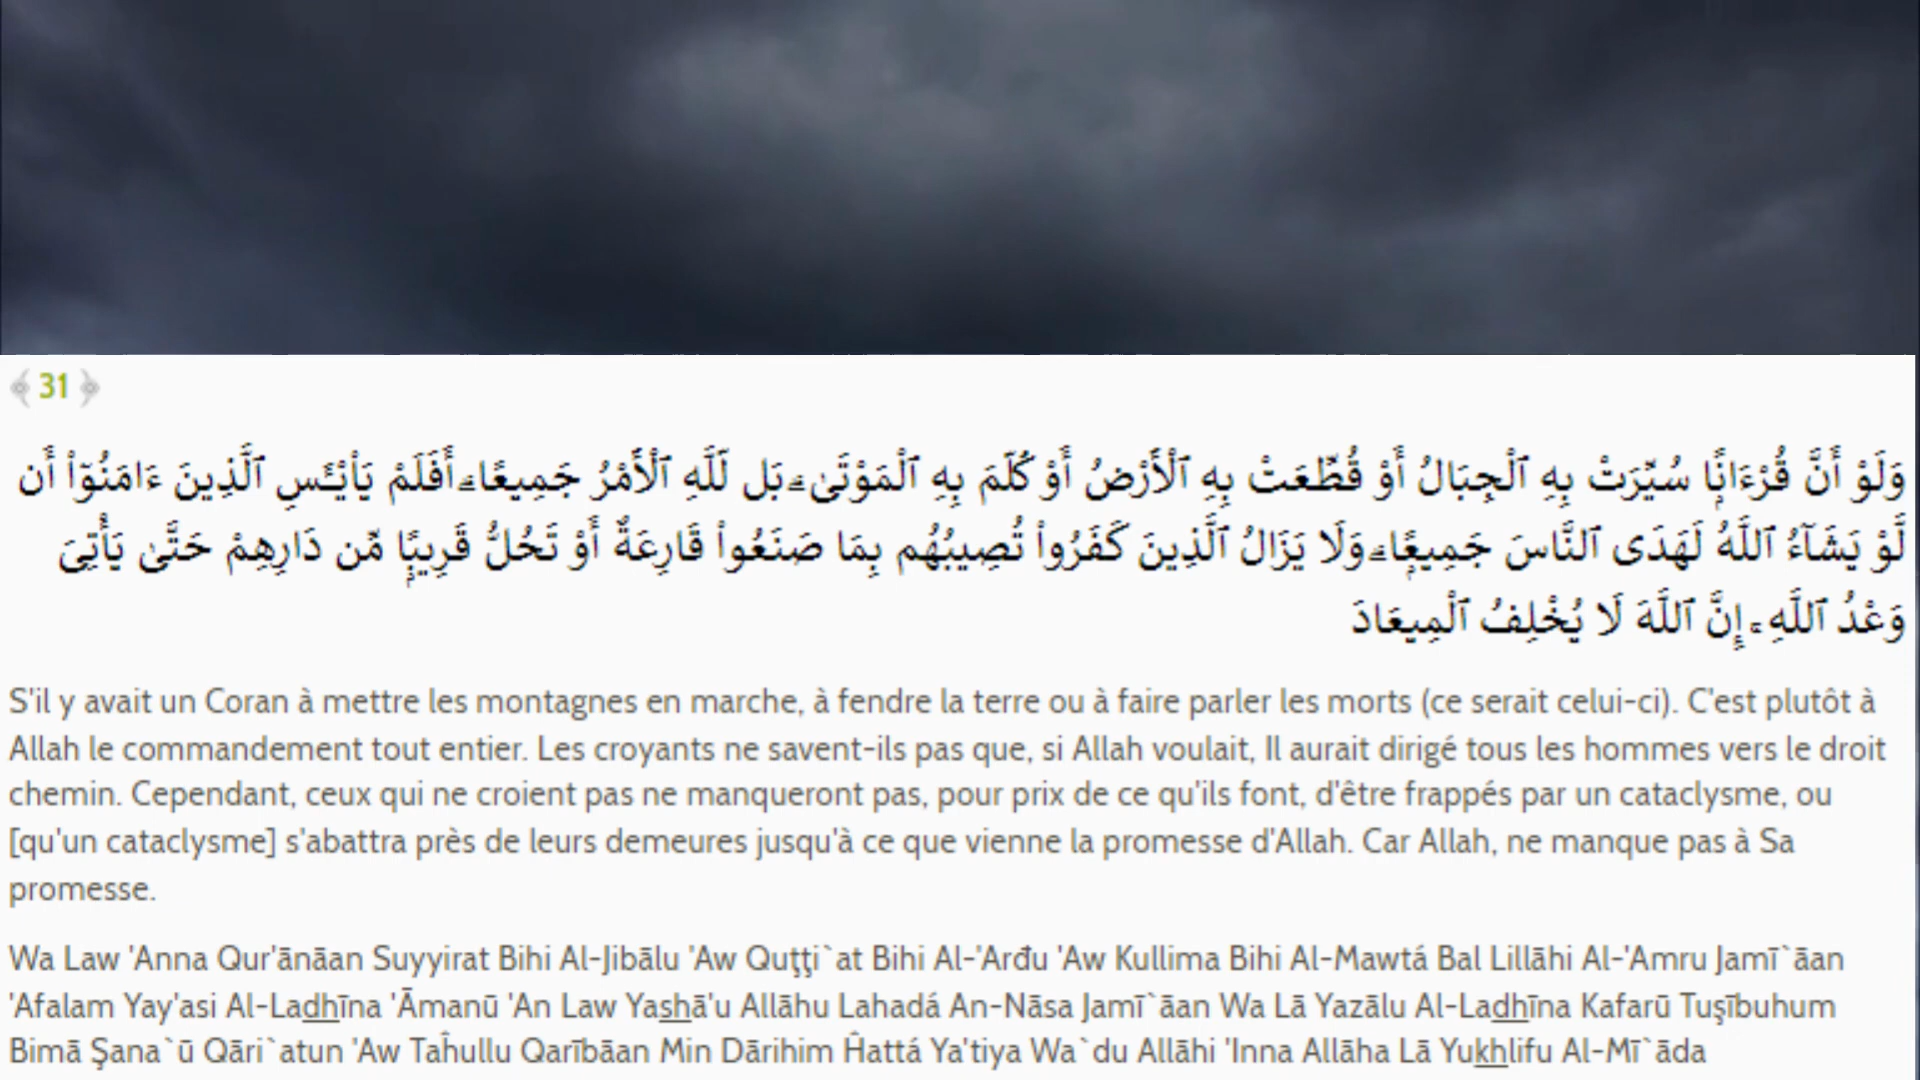 31
وَلَوْ أَنَّ قُرْءَانًۭا سُيِّرَتْ بِهِ ٱلْجِبَالُ أَوْ قُطِّعَتْ بِهِ ٱلْأَرْضُ أَوْ كُلِّمَ بِهِ ٱلْمَوْتَىٰ ۗ بَل لِّلَّهِ ٱلْأَمْرُ جَمِيعًا ۗ أَفَلَمْ يَا۟يْـَٔسِ ٱلَّذِينَ ءَامَنُوٓا۟ أَن
لَّوْ يَشَآءُ ٱللَّهُ لَهَدَى ٱلنَّاسَ جَمِيعًۭا ۗ وَلَا يَزَالُ ٱلَّذِينَ كَفَرُوا۟ تُصِيبُهُم بِمَا صَنَعُوا۟ قَارِعَةٌ أَوْ تَحُلُّ قَرِيبًۭا مِّن دَارِهِمْ حَتَّىٰ يَأْتِىَ
وَعْدُ ٱللَّهِ ۚ إِنَّ ٱللَّهَ لَا يُخْلِفُ ٱلْمِيعَادَ
S'il y avait un Coran à mettre les montagnes en marche, à fendre la terre ou à faire parler les morts (ce serait celui-ci). C'est plutôt à
Allah le commandement tout entier. Les croyants ne savent-ils pas que, si Allah voulait, Il aurait dirigé tous les hommes vers le droit
chemin. Cependant, ceux qui ne croient pas ne manqueront pas, pour prix de ce qu'ils font, d'être frappés par un cataclysme, ou
[qu'un cataclysme] s'abattra près de leurs demeures jusqu'à ce que vienne la promesse d'Allah. Car Allah, ne manque pas à Sa
promesse.
Wa Law 'Anna Qur'ānāan Suyyirat Bihi Al-Jibālu 'Aw Quţţi`at Bihi Al-'Arđu 'Aw Kullima Bihi Al-Mawtá Bal Lillāhi Al-'Amru Jamī`āan
'Afalam Yay'asi Al-Ladhīna 'Āmanū 'An Law Yashā'u Allāhu Lahadá An-Nāsa Jamī`āan Wa Lā Yazālu Al-Ladhīna Kafarū Tuşībuhum
Bimā Şana`ū Qāri`atun 'Aw Taĥullu Qarībāan Min Dārihim Ĥattá Ya'tiya Wa`du Allāhi 'Inna Allāha Lā Yukhlifu Al-Mī`āda